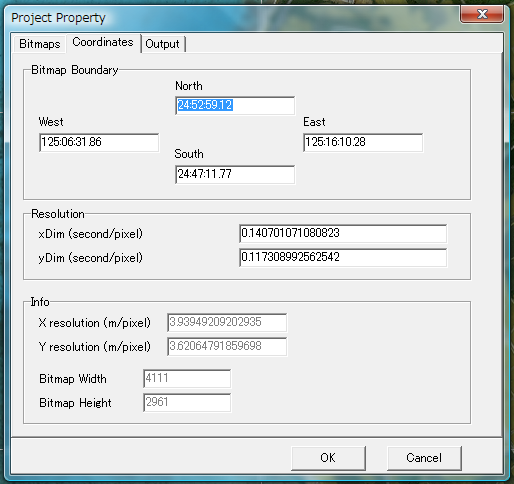 Project Property
Bitmaps Coordinates Output
Bitmap Boundary
North
24:52:59.12
West East
125:06:31.86 125:16:10.28
South
24:47:11.77
Resolution
xDim (second/pixel) 0.140701071080823
yDim (second/pixel) 0.117308992562542
Info
X resolution (m/pixel) 3.93949209202935
Y resolution (m/pixel) 3.62064791859698
Bitmap Width 4111
Bitmap Height 2961
OK Cancel